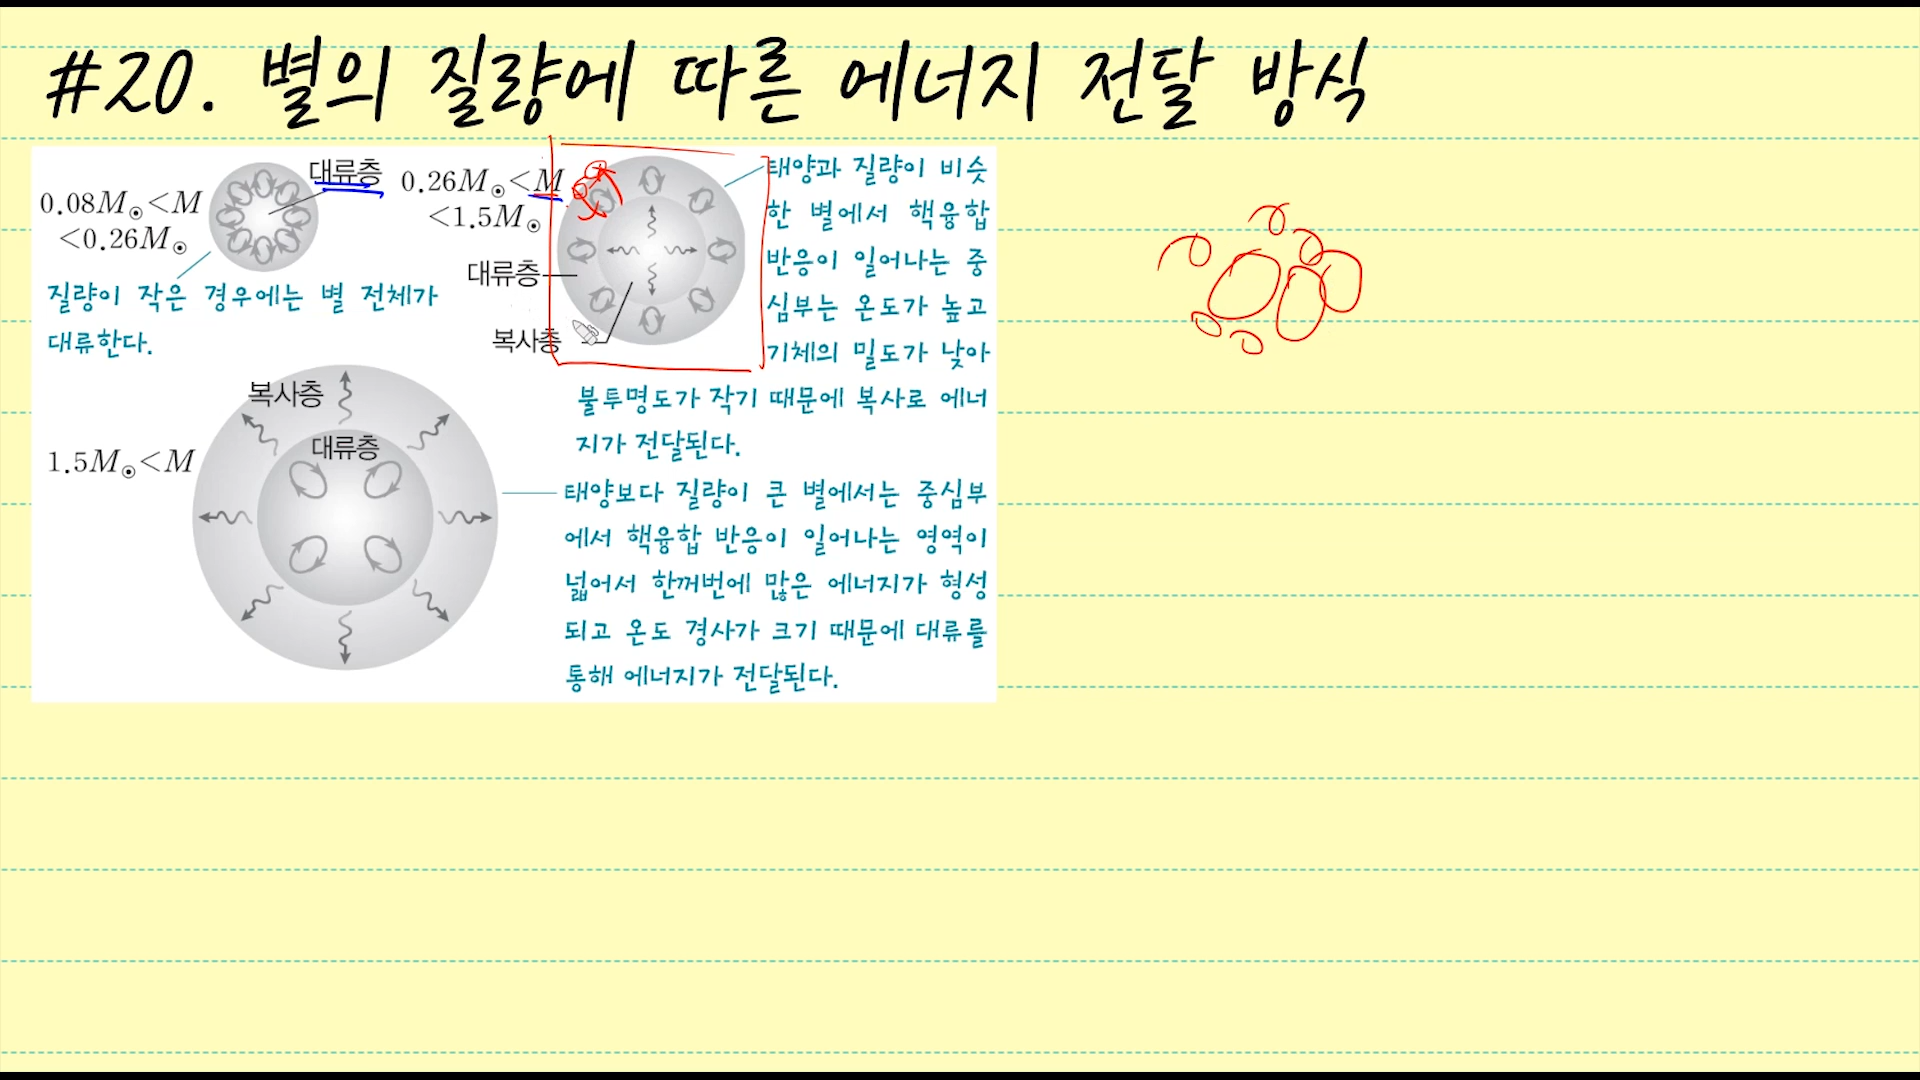 #20. 별의 질량에 따른 에너지 전달 방식
대류층
0.08M☉<M
<0.26M☉
질량이 작은 경우에는 별 전체가
대류한다.
0.26M☉<M
<1.5M☉
대류층
복사층
태양과 질량이 비슷
한 별에서 핵융합
반응이 일어나는 중
심부는 온도가 높고
기체의 밀도가 낮아
불투명도가 작기 때문에 복사로 에너
지가 전달된다.
복사층
대류층
1.5M☉<M
태양보다 질량이 큰 별에서는 중심부
에서 핵융합 반응이 일어나는 영역이
넓어서 한꺼번에 많은 에너지가 형성
되고 온도 경사가 크기 때문에 대류를
통해 에너지가 전달된다.